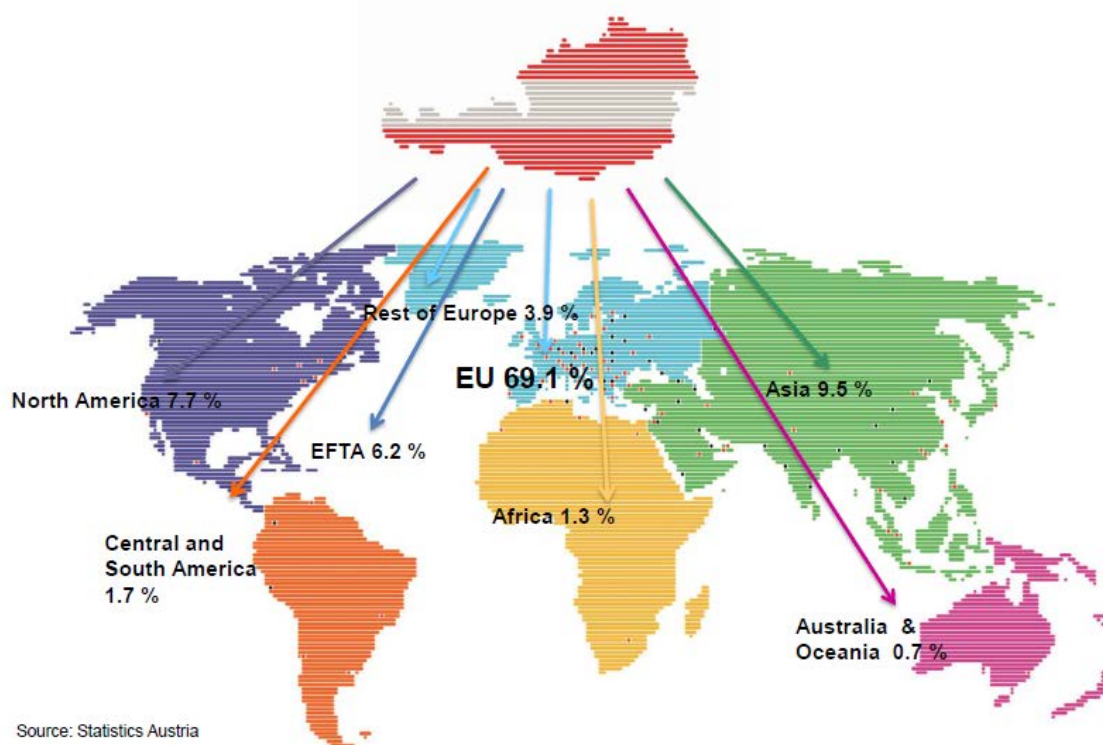 Rest of Europe 3.9 %
EU 69.1 %
North America 7.7 %
Asia 9.5 %
EFTA 6.2 %
Africa 1.3 %
Central and
South America
1.7 %
Australia &
Oceania 0.7 %
Source: Statistics Austria